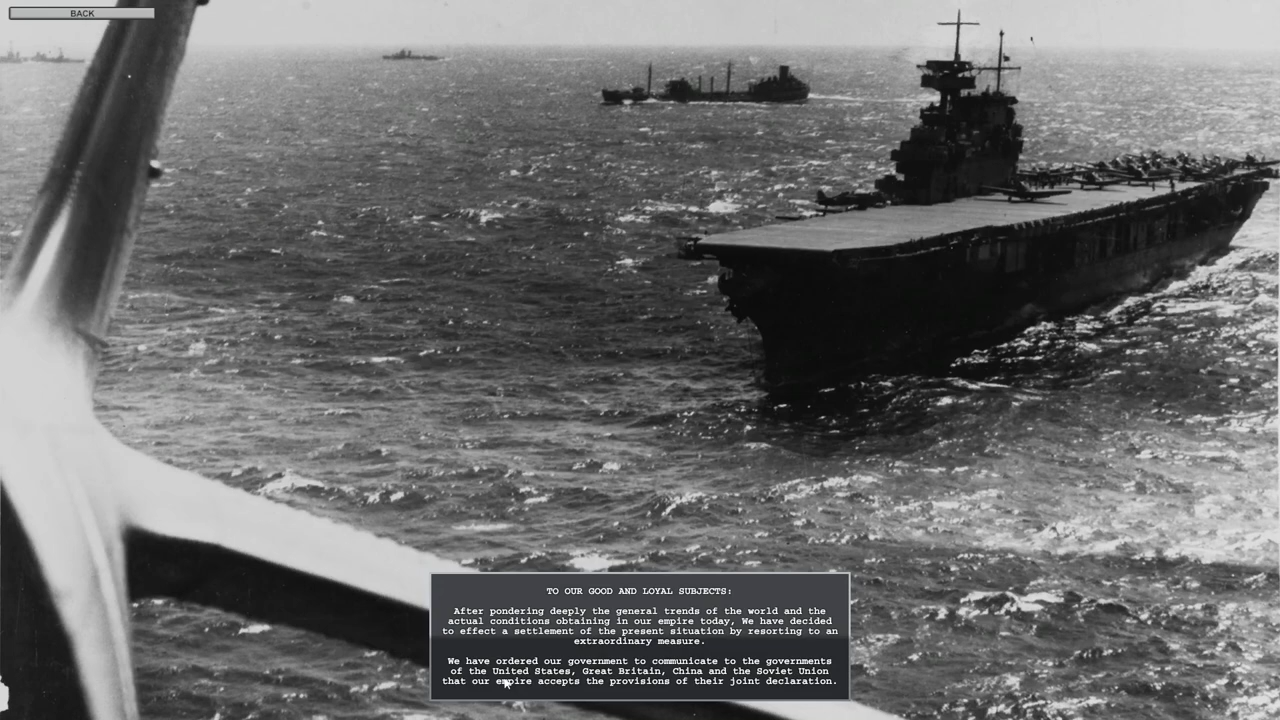 BACK
TO OUR GOOD AND LOYAL SUBJECTS:
After pondering deeply the general trends of the world and the
actual conditions obtaining in our empire today, We have decided
to effect a settlement of the present situation by resorting to an
extraordinary measure.
We have ordered our government to communicate to the governments
of the United States, Great Britain, China and the Soviet Union
that our empire accepts the provisions of their joint declaration.